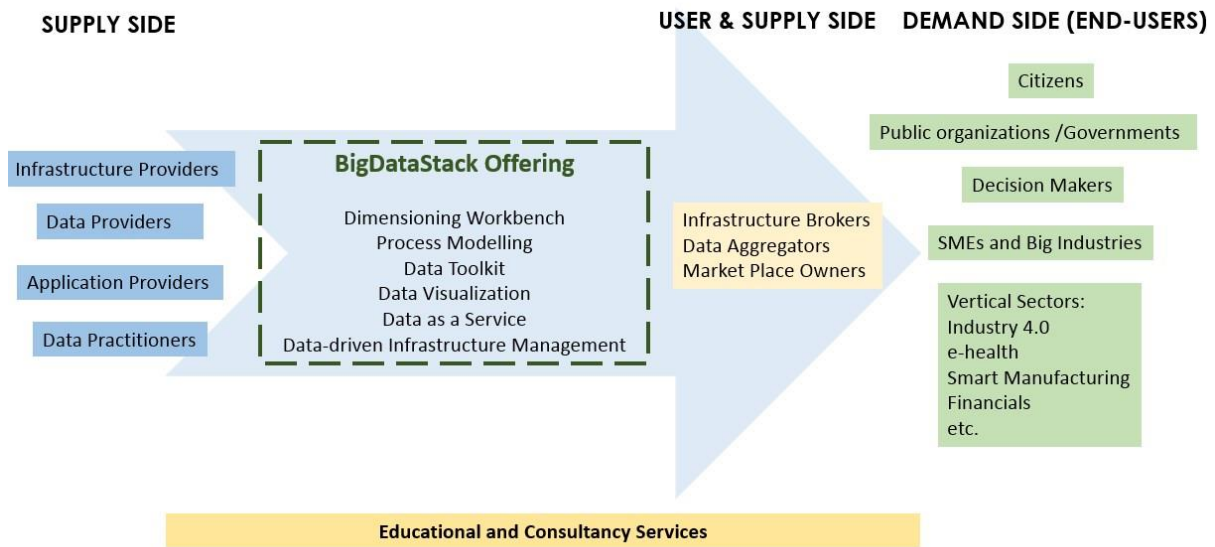 SUPPLY SIDE
USER & SUPPLY SIDE
DEMAND SIDE (END-USERS)
Infrastructure Providers
Data Providers
Application Providers
Data Practitioners
BigDataStack Offering
Dimensioning Workbench
Process Modelling
Data Toolkit
Data Visualization
Data as a Service
Data-driven Infrastructure Management
Infrastructure Brokers
Data Aggregators
Market Place Owners
Citizens
Public organizations /Governments
Decision Makers
SMEs and Big Industries
Vertical Sectors:
Industry 4.0
e-health
Smart Manufacturing
Financials
etc.
Educational and Consultancy Services